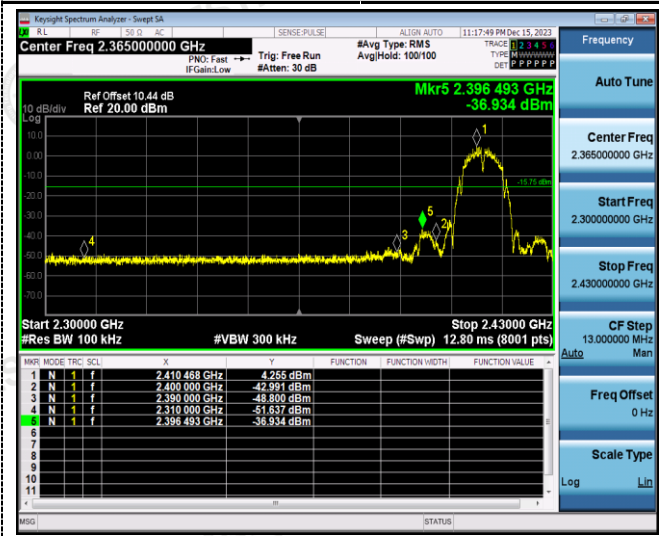 Keysight Spectrum Analyzer - Swept SA
RL RF 50 Ω AC SENSE:PULSE ALIGN AUTO 11:17:49 PM Dec 15, 2023
Center Freq 2.365000000 GHz
PNO: Fast
IFGain:Low
Trig: Free Run
#Atten: 30 dB
#Avg Type: RMS
Avg|Hold: 100/100
TRACE 1 2 3 4 5 6
TYPE M W W W W W
DET P P P P P P
Ref Offset 10.44 dB
10 dB/div Ref 20.00 dBm
Log
Mkr5 2.396 493 GHz
-36.934 dBm
10.0
0.00
-10.0
-20.0
-30.0
-40.0
-50.0
-60.0
-70.0
1
-15.75 dBm
5
2
3
4
Start 2.30000 GHz Stop 2.43000 GHz
#Res BW 100 kHz #VBW 300 kHz Sweep (#Swp) 12.80 ms (8001 pts)
MKR MODE TRC SCL X Y FUNCTION FUNCTION WIDTH FUNCTION VALUE
1 N 1 f 2.410 468 GHz 4.255 dBm
2 N 1 f 2.400 000 GHz -42.991 dBm
3 N 1 f 2.390 000 GHz -48.800 dBm
4 N 1 f 2.310 000 GHz -51.637 dBm
5 N 1 f 2.396 493 GHz -36.934 dBm
6
7
8
9
10
11
MSG STATUS
Frequency
Auto Tune
Center Freq
2.365000000 GHz
Start Freq
2.300000000 GHz
Stop Freq
2.430000000 GHz
CF Step
13.000000 MHz
Auto Man
Freq Offset
0 Hz
Scale Type
Log Lin